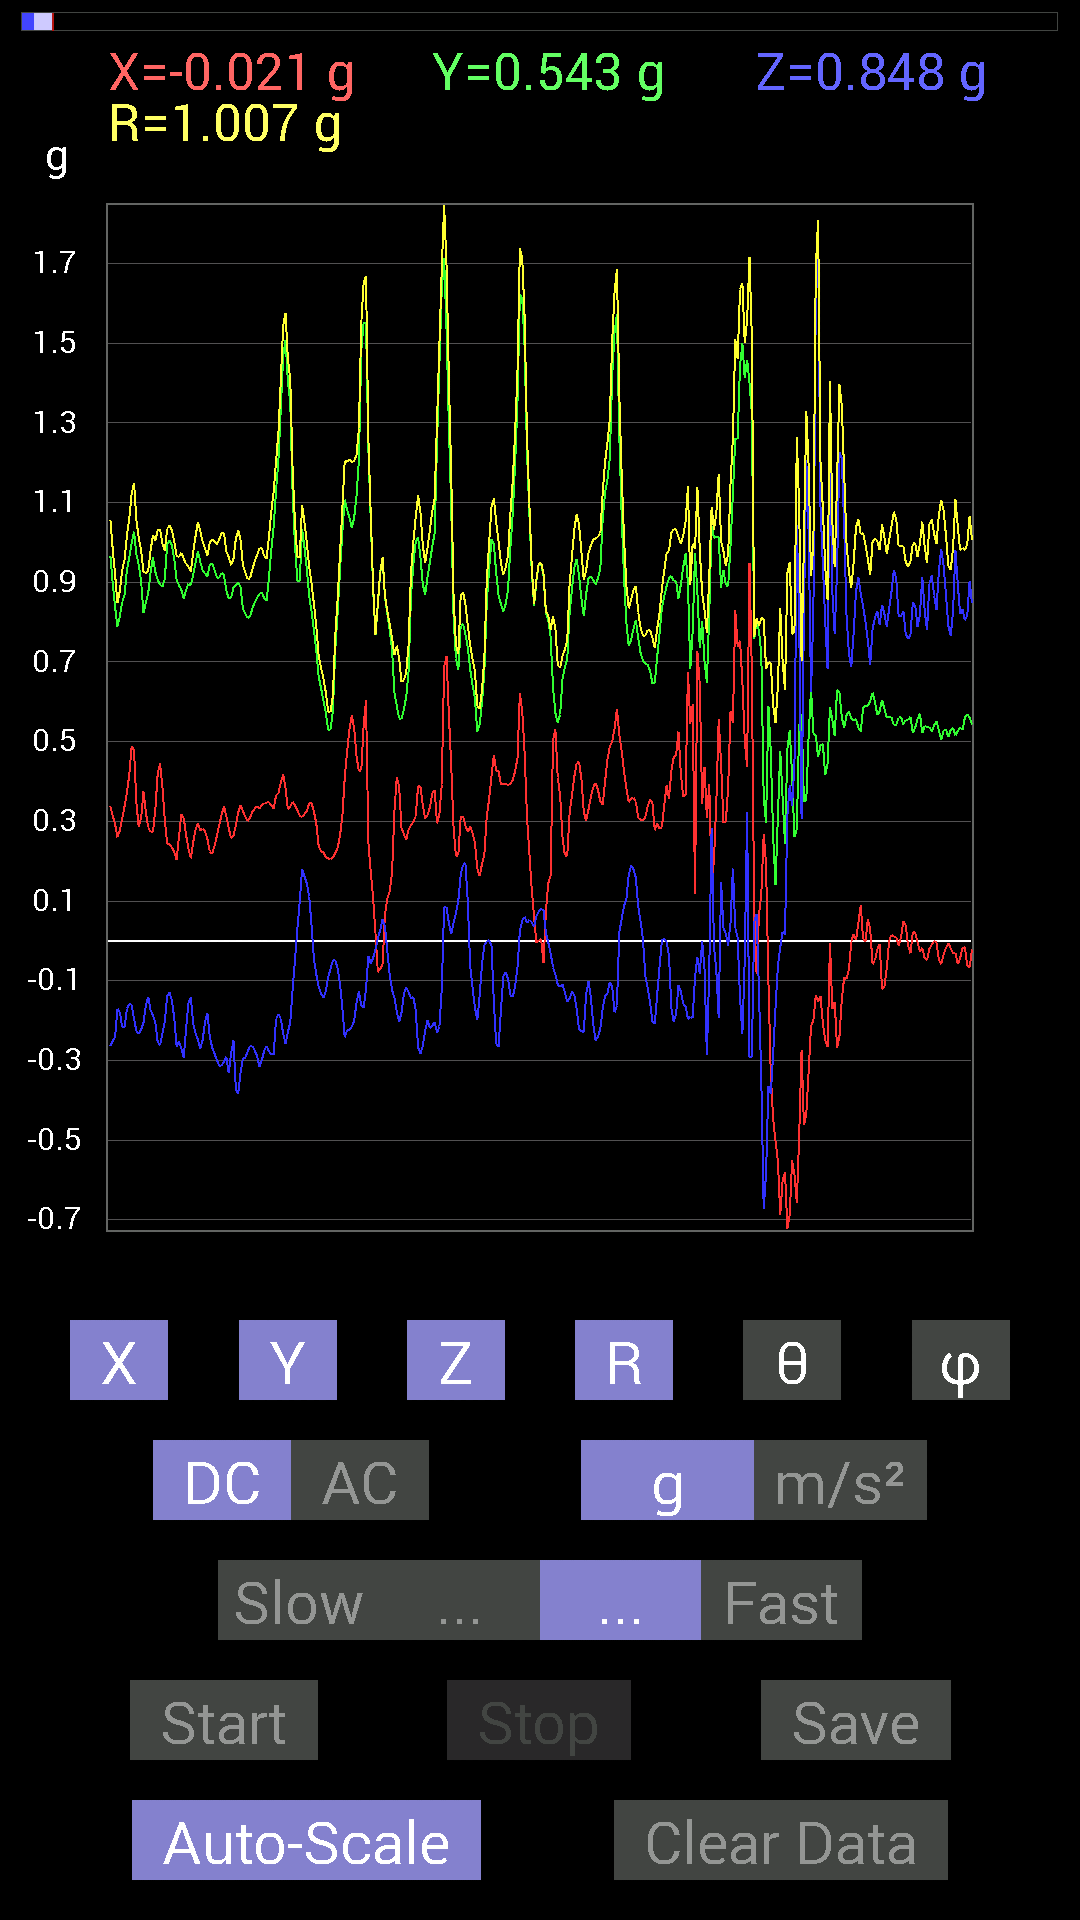 X=-0.021 g Y=0.543 g Z=0.848 g
R=1.007 g
g
1.7
1.5
1.3
1.1
0.9
0.7
0.5
0.3
0.1
-0.1
-0.3
-0.5
-0.7
X Y Z R θ φ
DC AC g m/s²
Slow ... ... Fast
Start Stop Save
Auto-Scale Clear Data